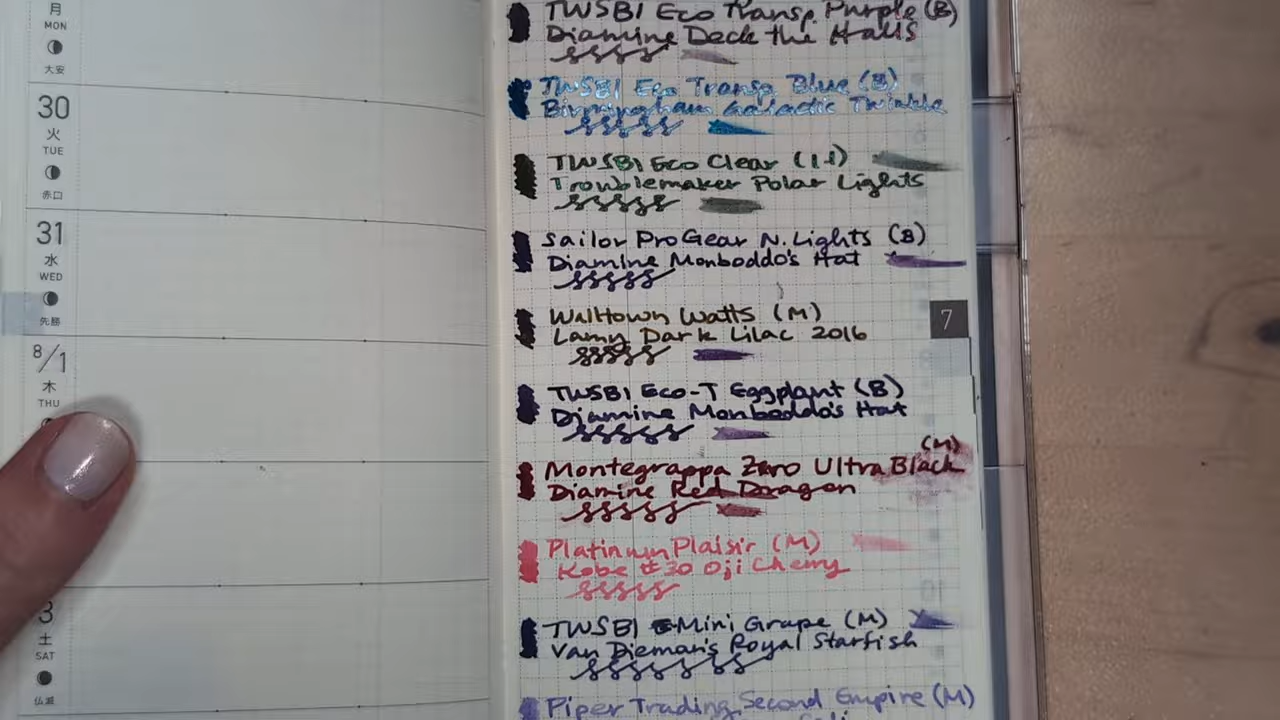 月
MON
大安
30
火
TUE
赤口
31
水
WED
先勝
8/1
木
THU
3
土
SAT
仏滅
TWSBI Eco Transp. Purple (B)
Diamine Deck the Halls
TWSBI Eco Transp. Blue (B)
Birmingham Galactic Twinkle
TWSBI Eco Clear (1.1)
Troublemaker Polar Lights
Sailor ProGear N. Lights (B)
Diamine Monboddo's Hat
Walltown Watts (M)
Lamy Dark Lilac 2016
7
TWSBI Eco-T Eggplant (B)
Diamine Monboddo's Hat
(M)
Montegrappa Zero Ultra Black
Diamine Red Dragon
Platinum Plaisir (M)
Kobe #30 Oji Cherry
TWSBI Mini Grape (M)
Van Dieman's Royal Starfish
Piper Trading Second Empire (M)